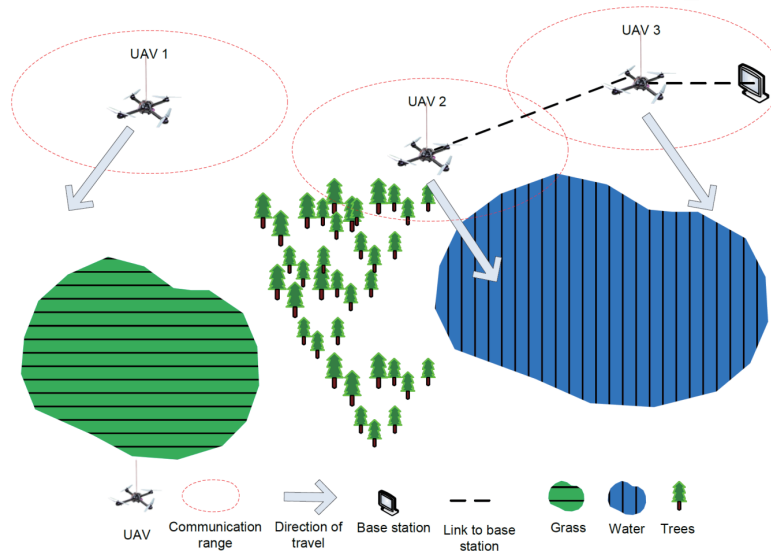 UAV 1
UAV 2
UAV 3
UAV
Communication
range
Direction of
travel
Base station
Link to base
station
Grass
Water
Trees